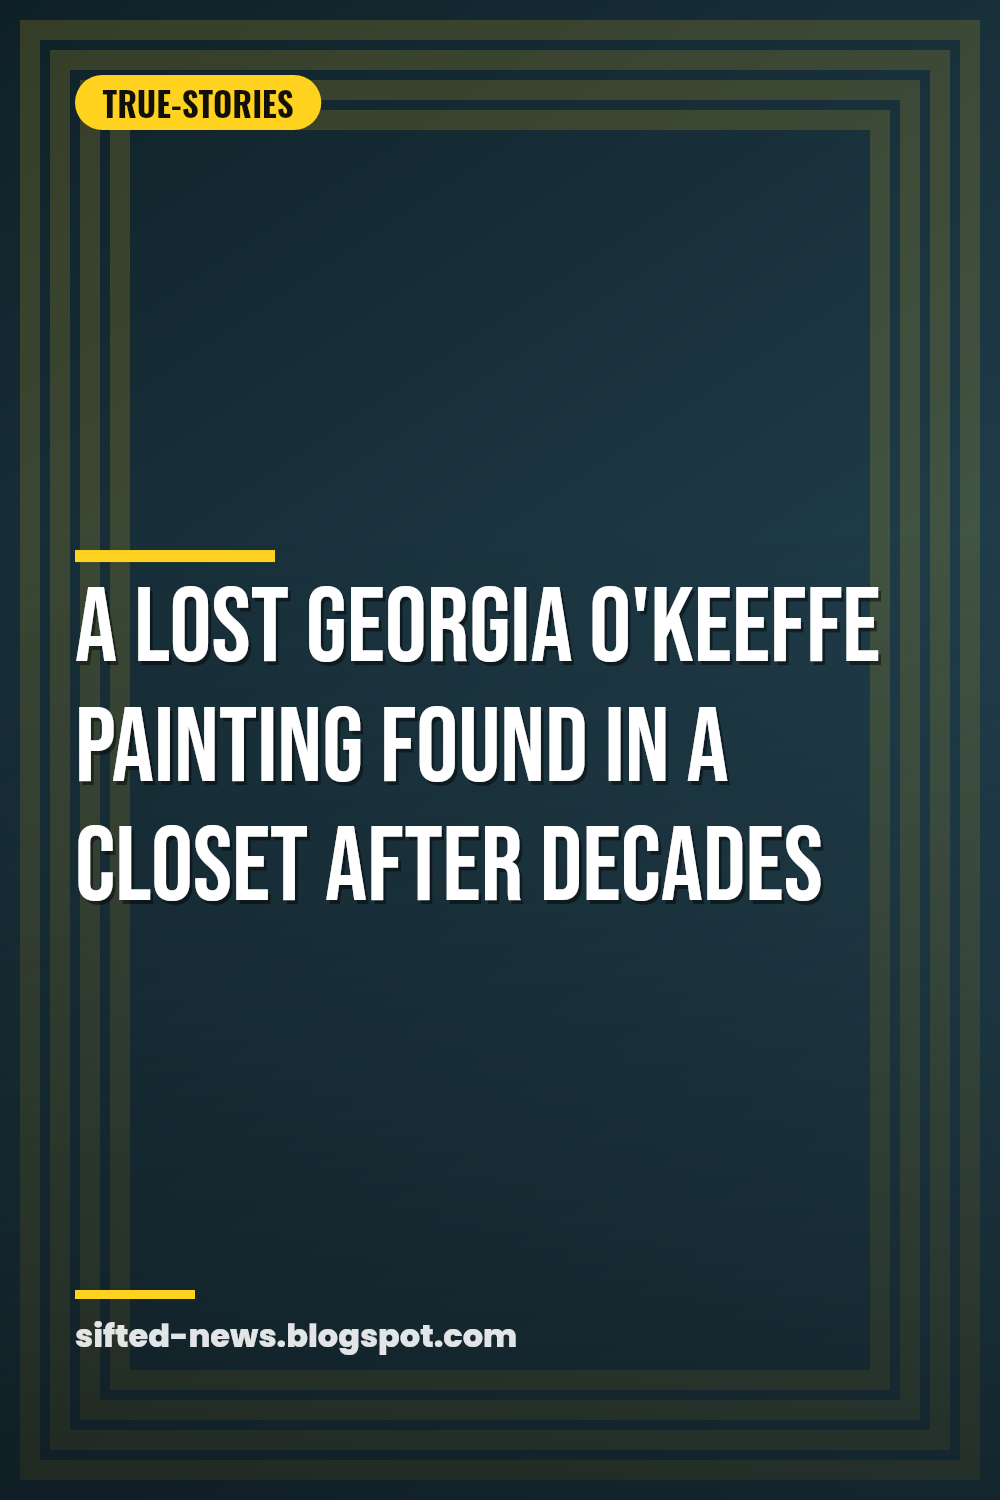 TRUE-STORIES
A LOST GEORGIA O'KEEFFE
PAINTING FOUND IN A
CLOSET AFTER DECADES
sifted-news.blogspot.com